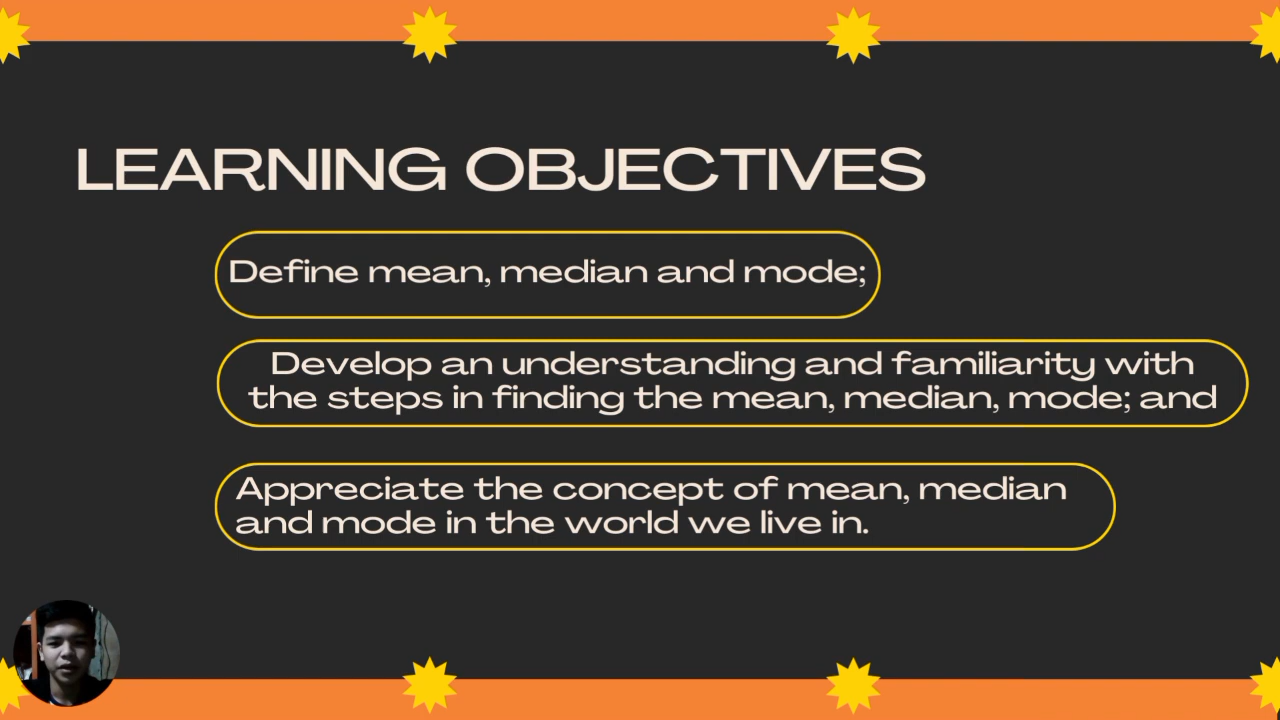 LEARNING OBJECTIVES
Define mean, median and mode;
Develop an understanding and familiarity with
the steps in finding the mean, median, mode; and
Appreciate the concept of mean, median
and mode in the world we live in.